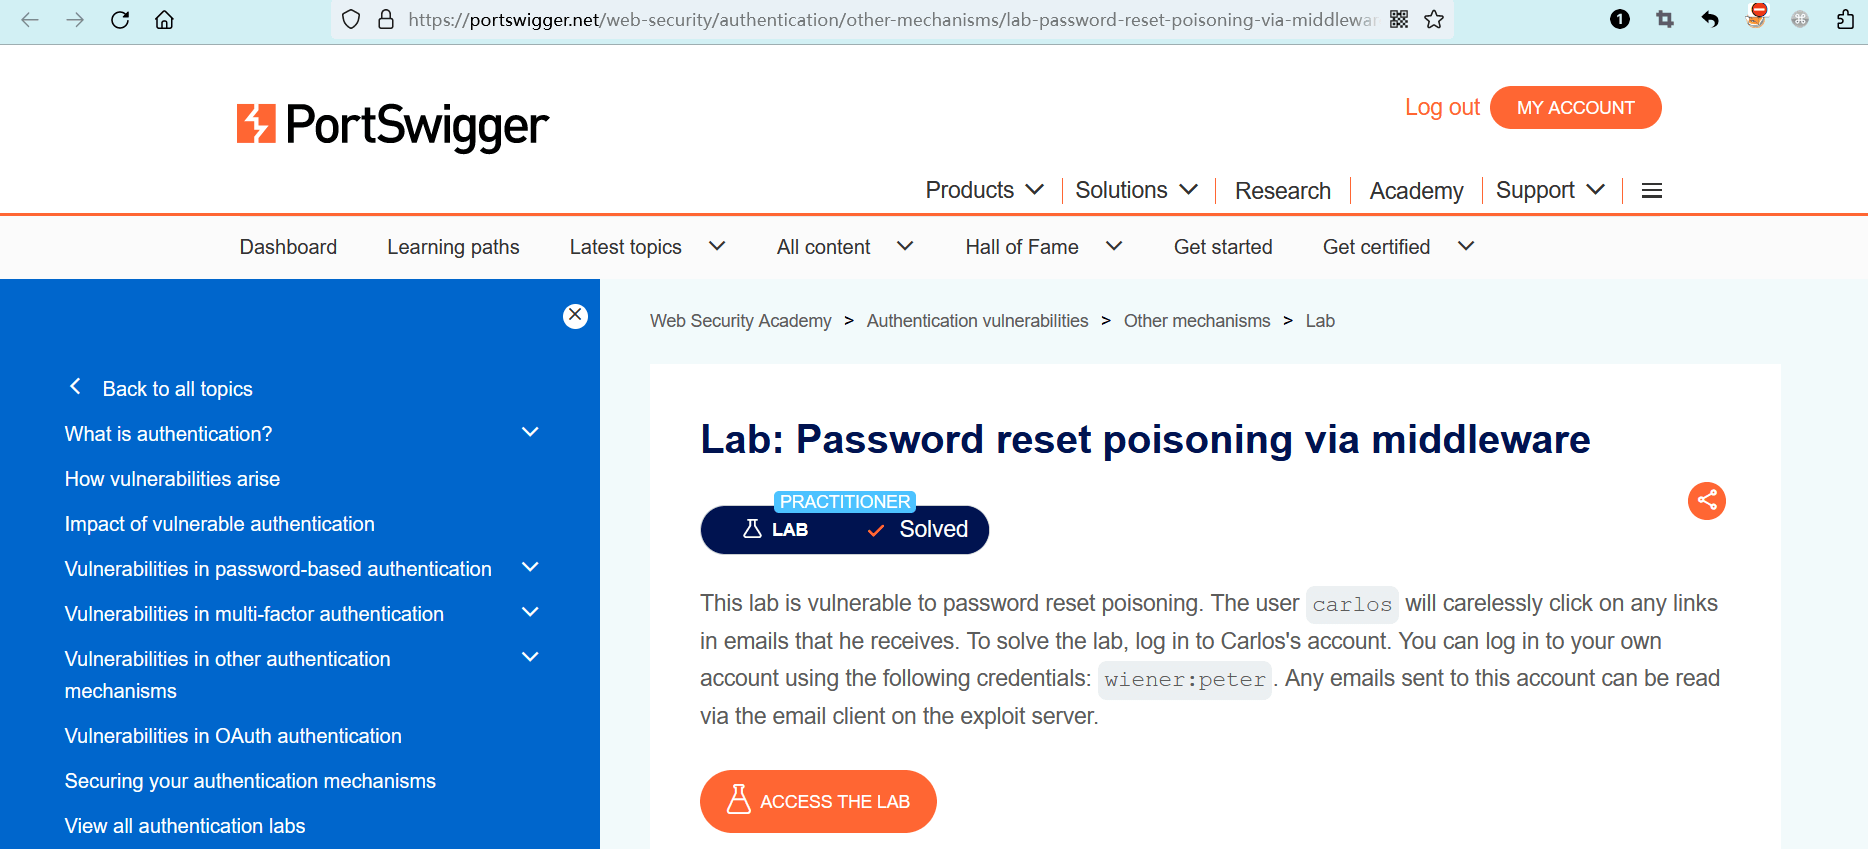 https://portswigger.net/web-security/authentication/other-mechanisms/lab-password-reset-poisoning-via-middlewar
1
PortSwigger
Log out MY ACCOUNT
Products Solutions Research Academy Support
Dashboard Learning paths Latest topics All content Hall of Fame Get started Get certified
Web Security Academy > Authentication vulnerabilities > Other mechanisms > Lab
Back to all topics
What is authentication?
How vulnerabilities arise
Impact of vulnerable authentication
Vulnerabilities in password-based authentication
Vulnerabilities in multi-factor authentication
Vulnerabilities in other authentication
mechanisms
Vulnerabilities in OAuth authentication
Securing your authentication mechanisms
View all authentication labs
Lab: Password reset poisoning via middleware
PRACTITIONER
LAB Solved
This lab is vulnerable to password reset poisoning. The user carlos will carelessly click on any links
in emails that he receives. To solve the lab, log in to Carlos's account. You can log in to your own
account using the following credentials: wiener:peter. Any emails sent to this account can be read
via the email client on the exploit server.
ACCESS THE LAB